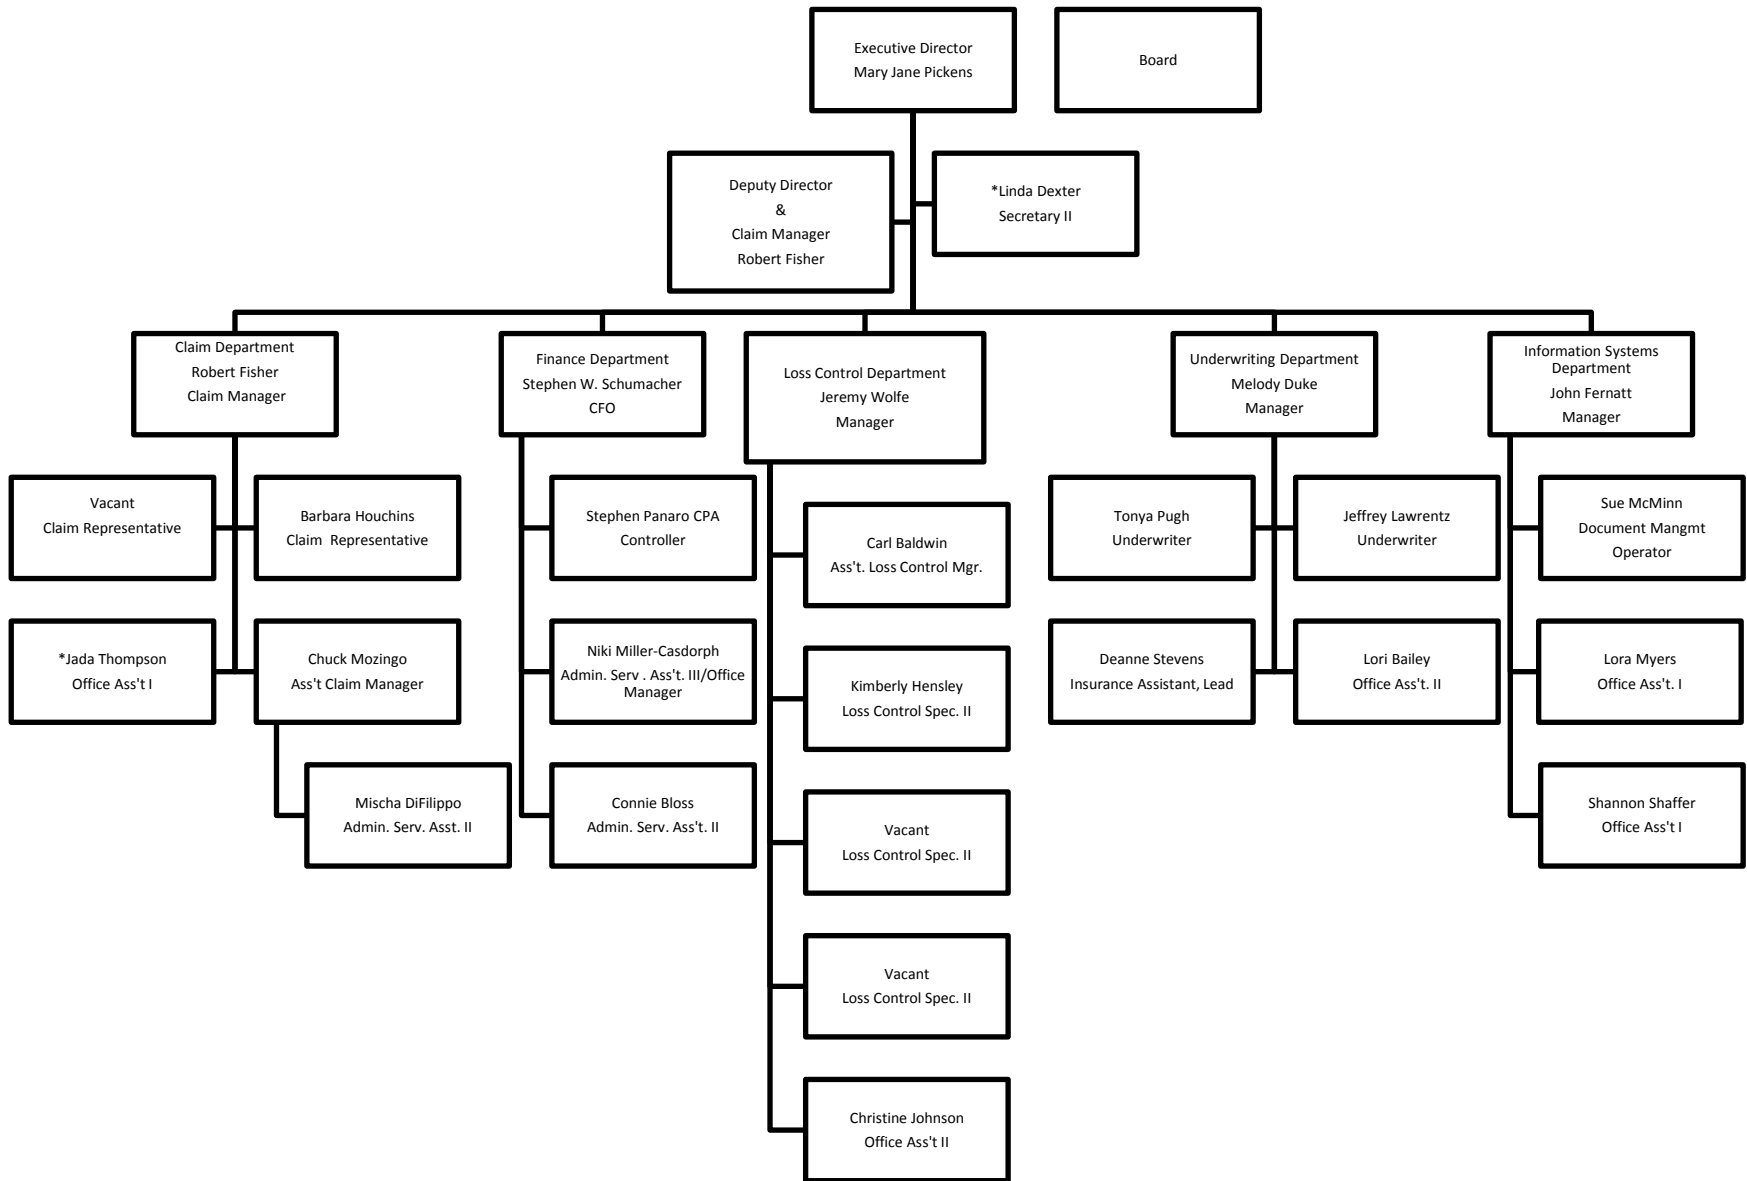 Executive Director
Mary Jane Pickens
Board
Deputy Director
&
Claim Manager
Robert Fisher
*Linda Dexter
Secretary II
Claim Department
Robert Fisher
Claim Manager
Finance Department
Stephen W. Schumacher
CFO
Loss Control Department
Jeremy Wolfe
Manager
Underwriting Department
Melody Duke
Manager
Information Systems
Department
John Fernatt
Manager
Vacant
Claim Representative
Barbara Houchins
Claim  Representative
Stephen Panaro CPA
Controller
Carl Baldwin
Ass't. Loss Control Mgr.
Tonya Pugh
Underwriter
Jeffrey Lawrentz
Underwriter
Sue McMinn
Document Mangmt
Operator
*Jada Thompson
Office Ass't I
Chuck Mozingo
Ass't Claim Manager
Niki Miller-Casdorph
Admin. Serv . Ass't. III/Office
Manager
Kimberly Hensley
Loss Control Spec. II
Deanne Stevens
Insurance Assistant, Lead
Lori Bailey
Office Ass't. II
Lora Myers
Office Ass't. I
Mischa DiFilippo
Admin. Serv. Asst. II
Connie Bloss
Admin. Serv. Ass't. II
Vacant
Loss Control Spec. II
Shannon Shaffer
Office Ass't I
Vacant
Loss Control Spec. II
Christine Johnson
Office Ass't II